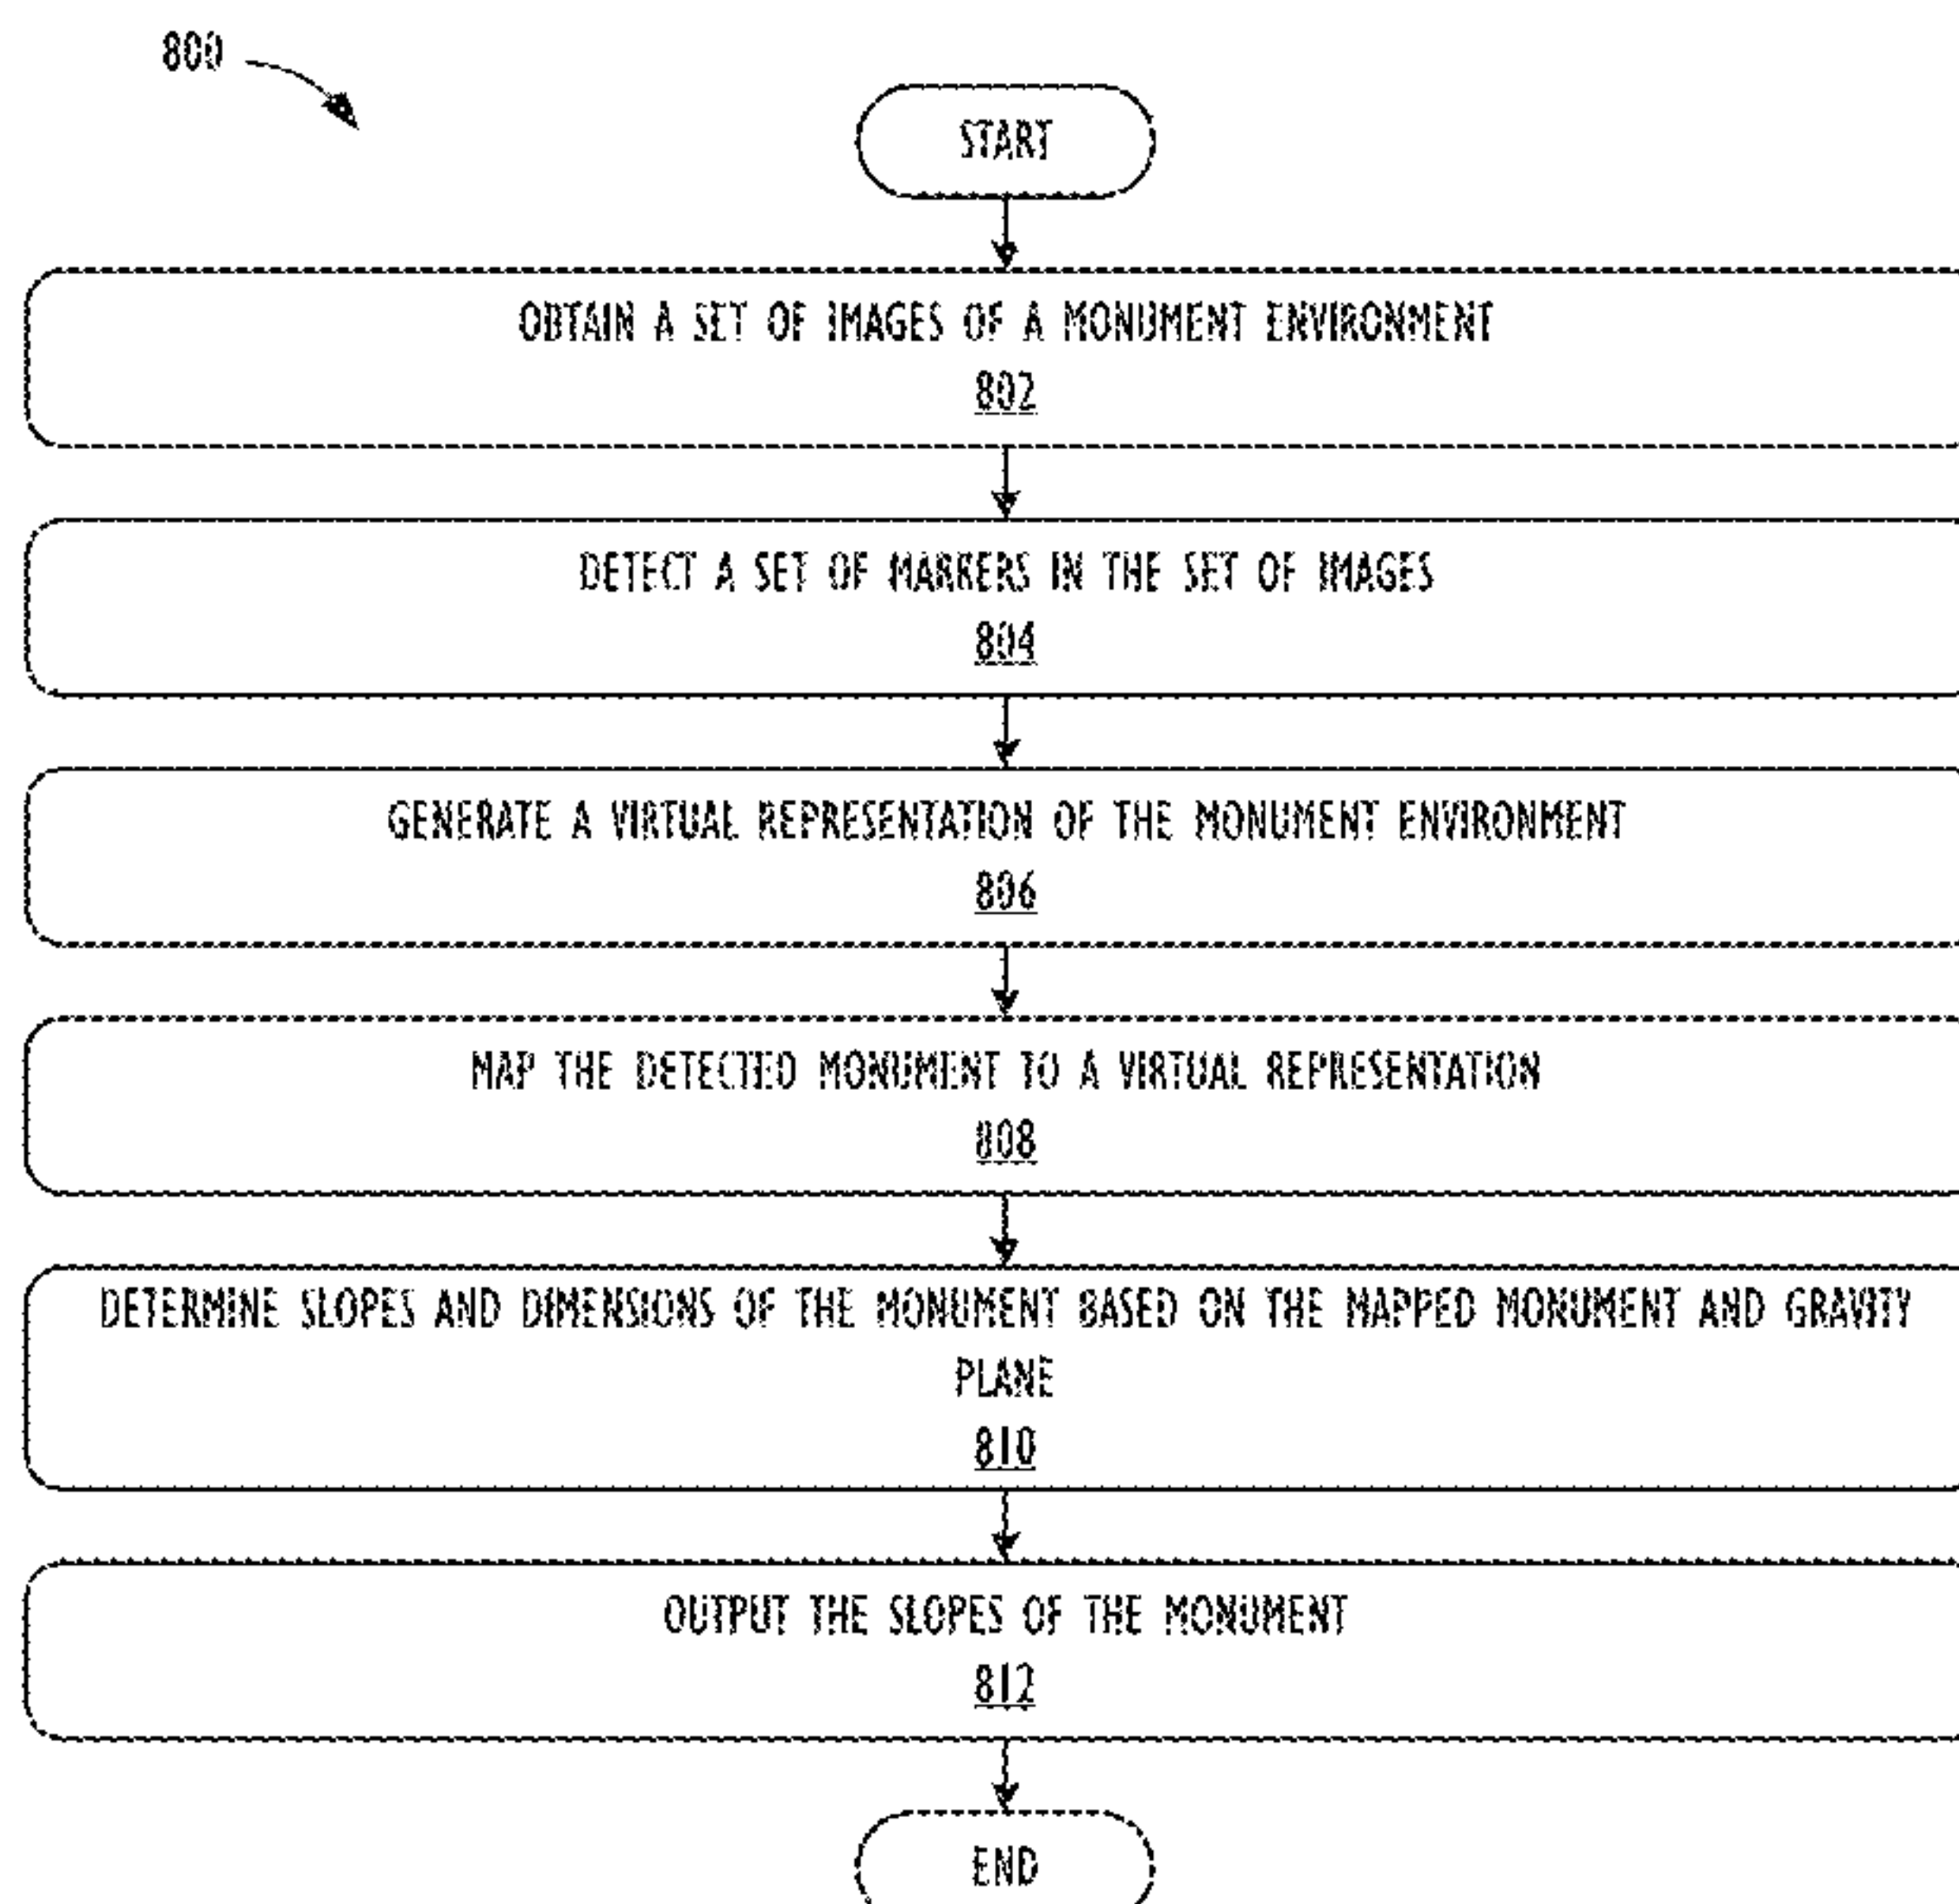 800
START
OBTAIN A SET OF IMAGES OF A MONUMENT ENVIRONMENT
802
DETECT A SET OF MARKERS IN THE SET OF IMAGES
804
GENERATE A VIRTUAL REPRESENTATION OF THE MONUMENT ENVIRONMENT
806
MAP THE DETECTED MONUMENT TO A VIRTUAL REPRESENTATION
808
DETERMINE SLOPES AND DIMENSIONS OF THE MONUMENT BASED ON THE MAPPED MONUMENT AND GRAVITY
PLANE
810
OUTPUT THE SLOPES OF THE MONUMENT
812
END